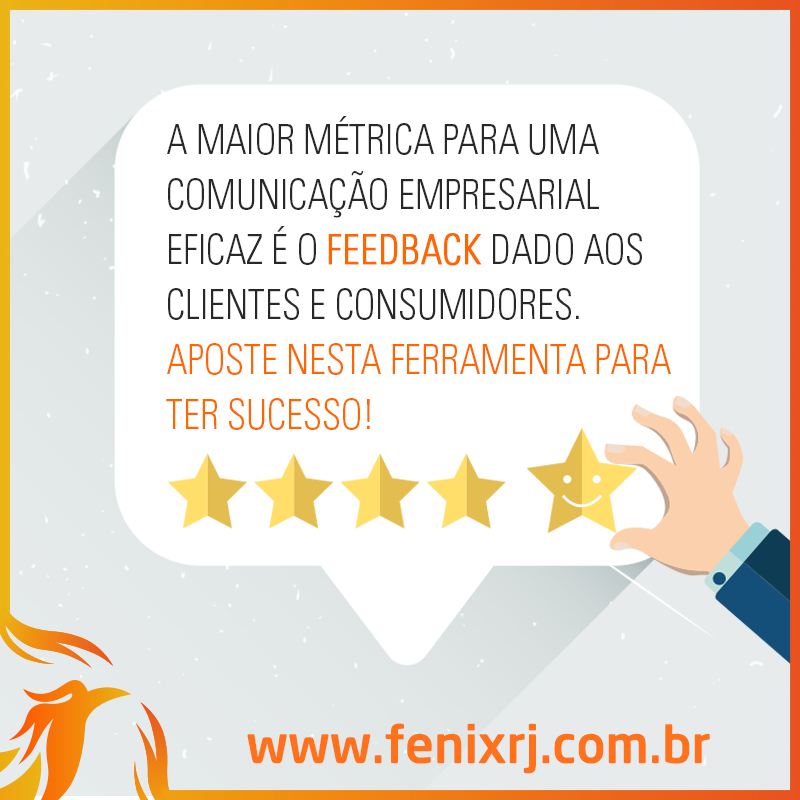 A MAIOR MÉTRICA PARA UMA
COMUNICAÇÃO EMPRESARIAL
EFICAZ É O FEEDBACK DADO AOS
CLIENTES E CONSUMIDORES.
APOSTE NESTA FERRAMENTA PARA
TER SUCESSO!
www.fenixrj.com.br